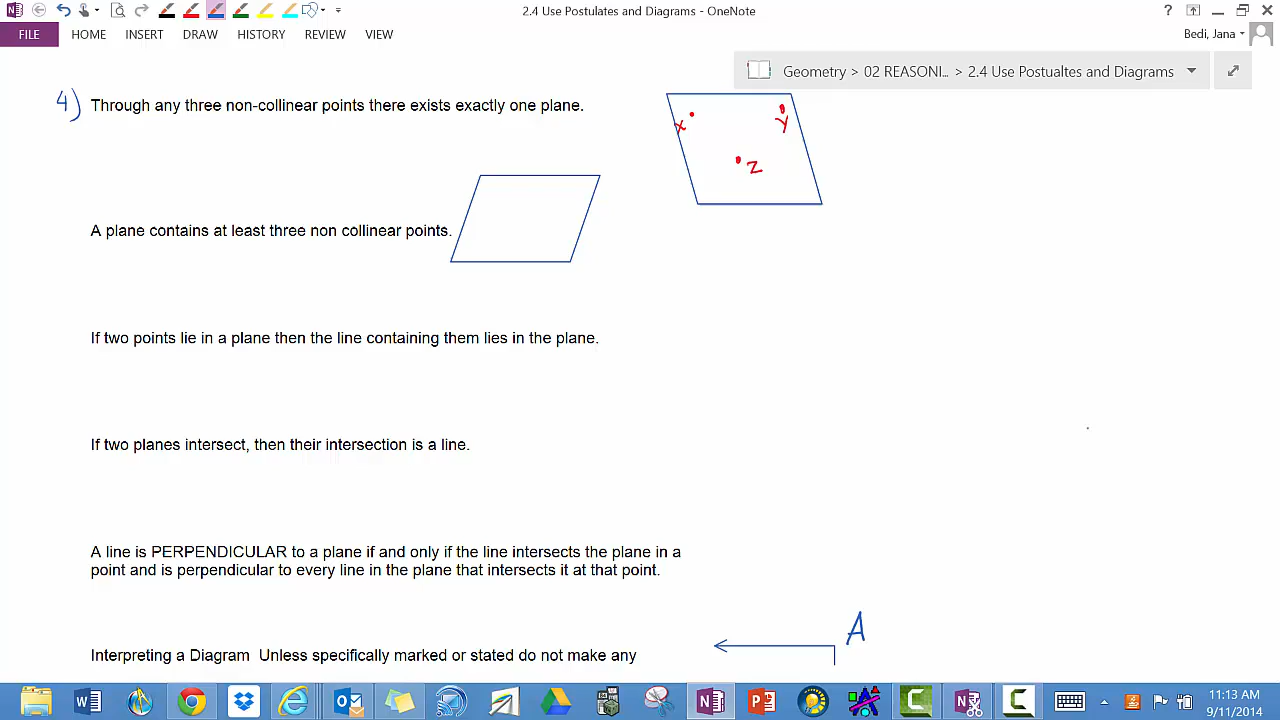 2.4 Use Postulates and Diagrams - OneNote
FILE HOME INSERT DRAW HISTORY REVIEW VIEW
Bedi, Jana
Geometry > 02 REASONI... > 2.4 Use Postualtes and Diagrams
4) Through any three non-collinear points there exists exactly one plane.
x
y
z
A plane contains at least three non collinear points.
If two points lie in a plane then the line containing them lies in the plane.
If two planes intersect, then their intersection is a line.
A line is PERPENDICULAR to a plane if and only if the line intersects the plane in a
point and is perpendicular to every line in the plane that intersects it at that point.
A
Interpreting a Diagram Unless specifically marked or stated do not make any
11:13 AM
9/11/2014